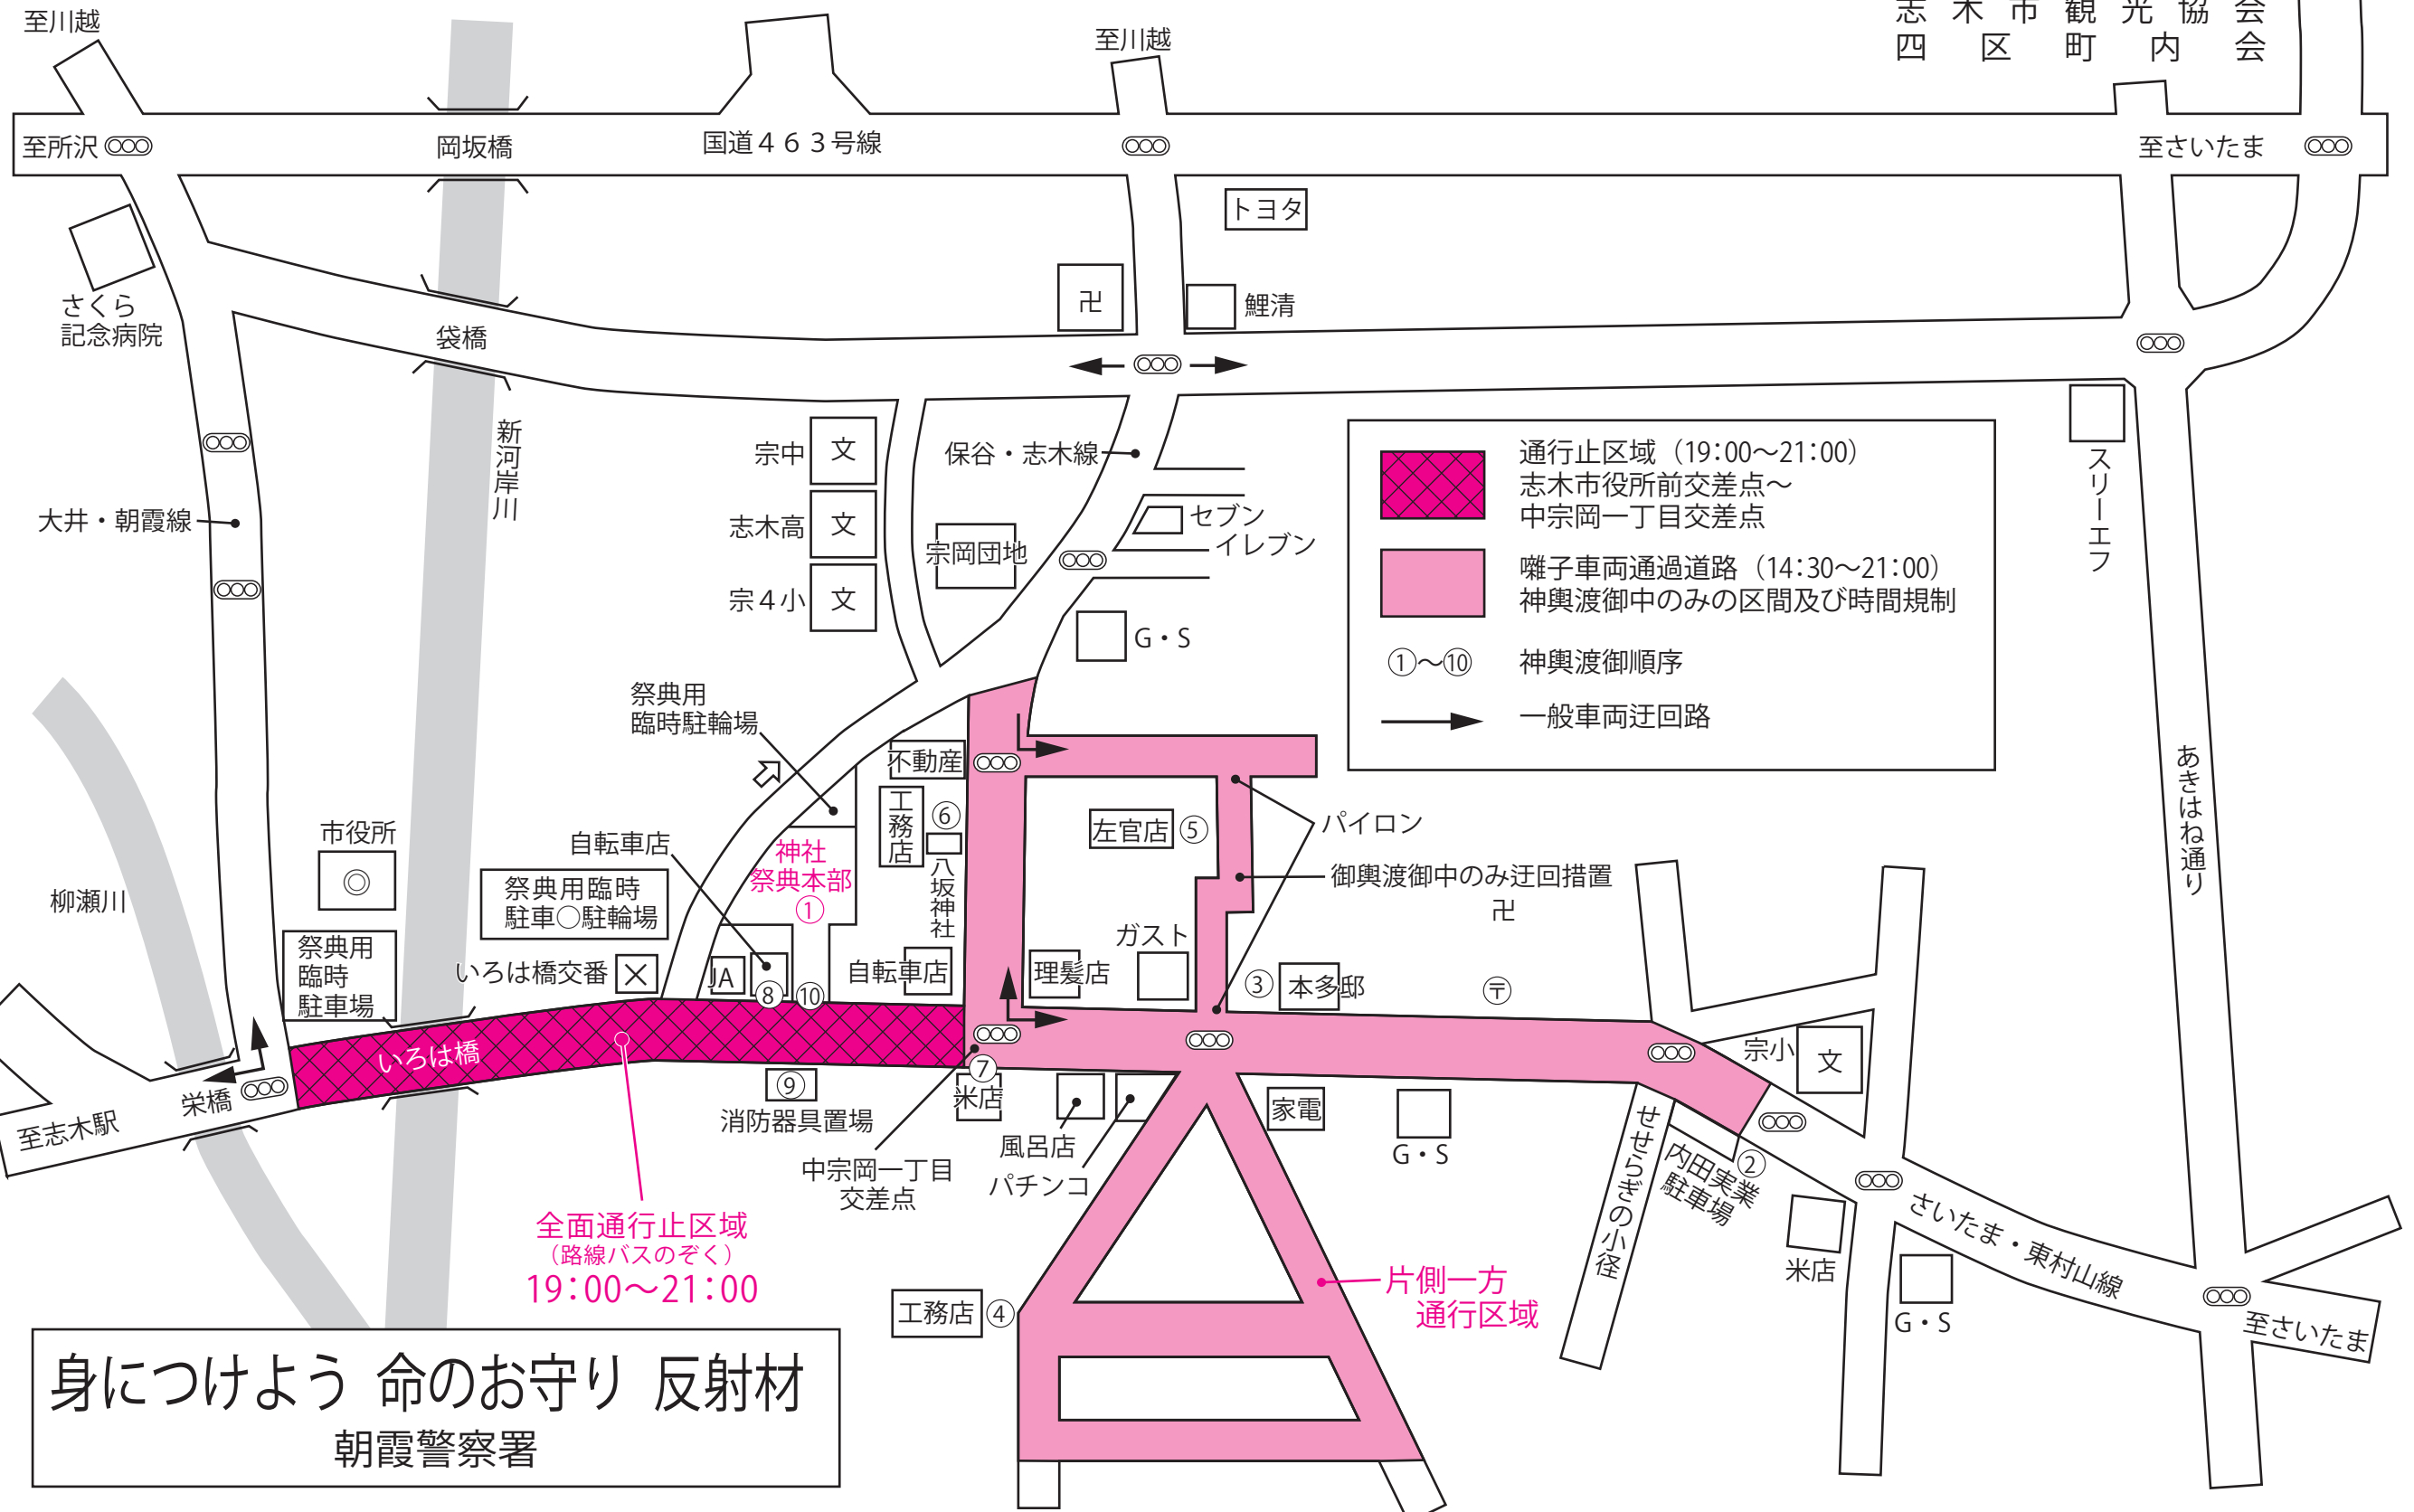 志木市観光協会
四区町内会
至川越
至川越
至所沢
岡坂橋
国道４６３号線
至さいたま
トヨタ
さくら
記念病院
袋橋
卍
鯉清
新河岸川
大井・朝霞線
宗中
文
志木高
文
宗４小
文
保谷・志木線
宗岡団地
セブン
イレブン
G・S
スリーエフ
あきはね通り
通行止区域（19：00～21：00）
志木市役所前交差点～
中宗岡一丁目交差点
囃子車両通過道路（14：30～21：00）
神輿渡御中のみの区間及び時間規制
①～⑩
神輿渡御順序
一般車両迂回路
祭典用
臨時駐輪場
不動産
工務店
⑥
八坂神社
左官店
⑤
パイロン
御輿渡御中のみ迂回措置
卍
市役所
◎
柳瀬川
自転車店
祭典用臨時
駐車○駐輪場
神社
祭典本部
①
祭典用
臨時
駐車場
いろは橋交番
JA
⑧
⑩
自転車店
理髪店
ガスト
③
本多邸
〒
宗小
文
いろは橋
栄橋
至志木駅
⑨
消防器具置場
⑦
米店
中宗岡一丁目
交差点
風呂店
パチンコ
家電
G・S
せせらぎの小径
②
内田実業
駐車場
米店
G・S
さいたま・東村山線
至さいたま
全面通行止区域
（路線バスのぞく）
19：00～21：00
工務店
④
片側一方
通行区域
身につけよう 命のお守り 反射材
朝霞警察署